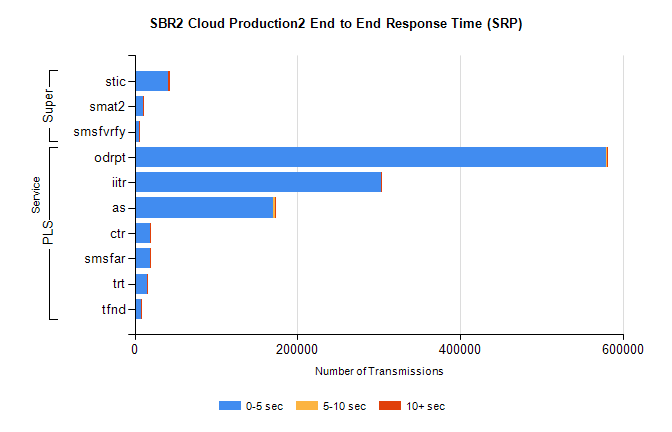 SBR2 Cloud Production2 End to End Response Time (SRP)
Super
stic
smat2
smsfvrfy
Service
PLS
odrpt
iitr
as
ctr
smsfar
trt
tfnd
0 200000 400000 600000
Number of Transmissions
0-5 sec 5-10 sec 10+ sec